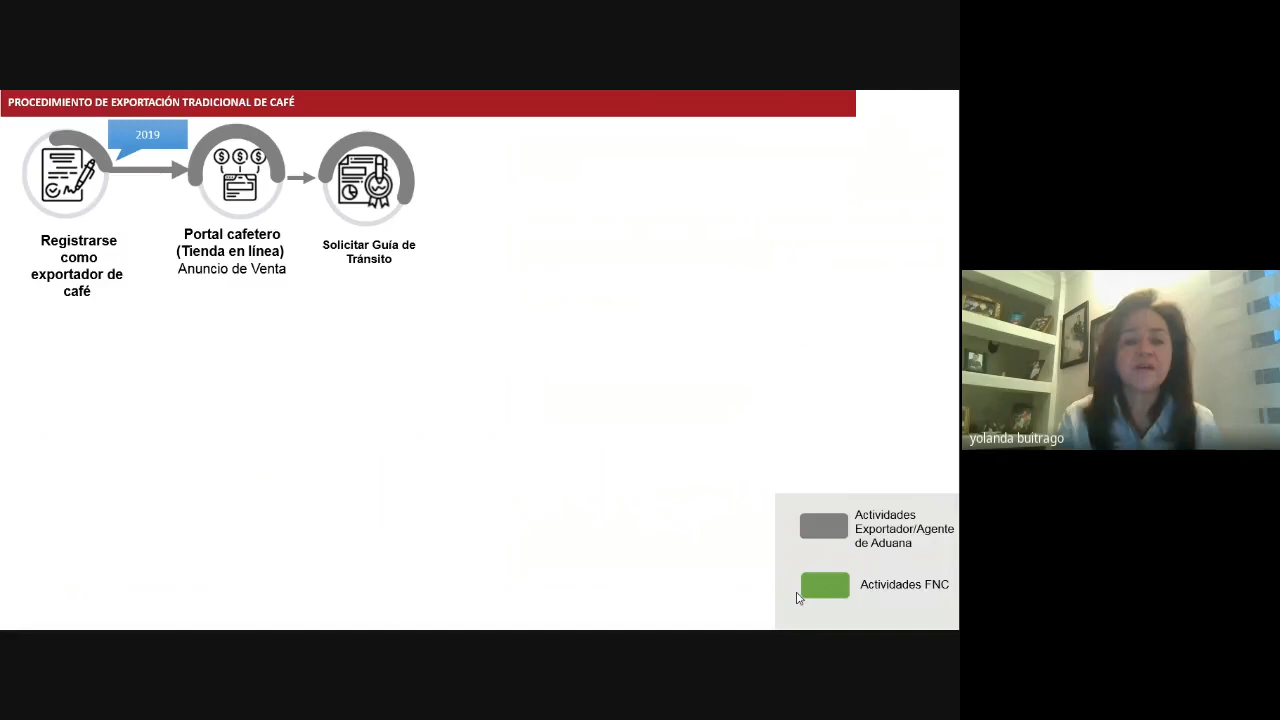 PROCEDIMIENTO DE EXPORTACIÓN TRADICIONAL DE CAFÉ
2019
Registrarse
como
exportador de
café
Portal cafetero
(Tienda en línea)
Anuncio de Venta
Solicitar Guía de
Tránsito
yolanda buitrago
Actividades
Exportador/Agente
de Aduana
Actividades FNC